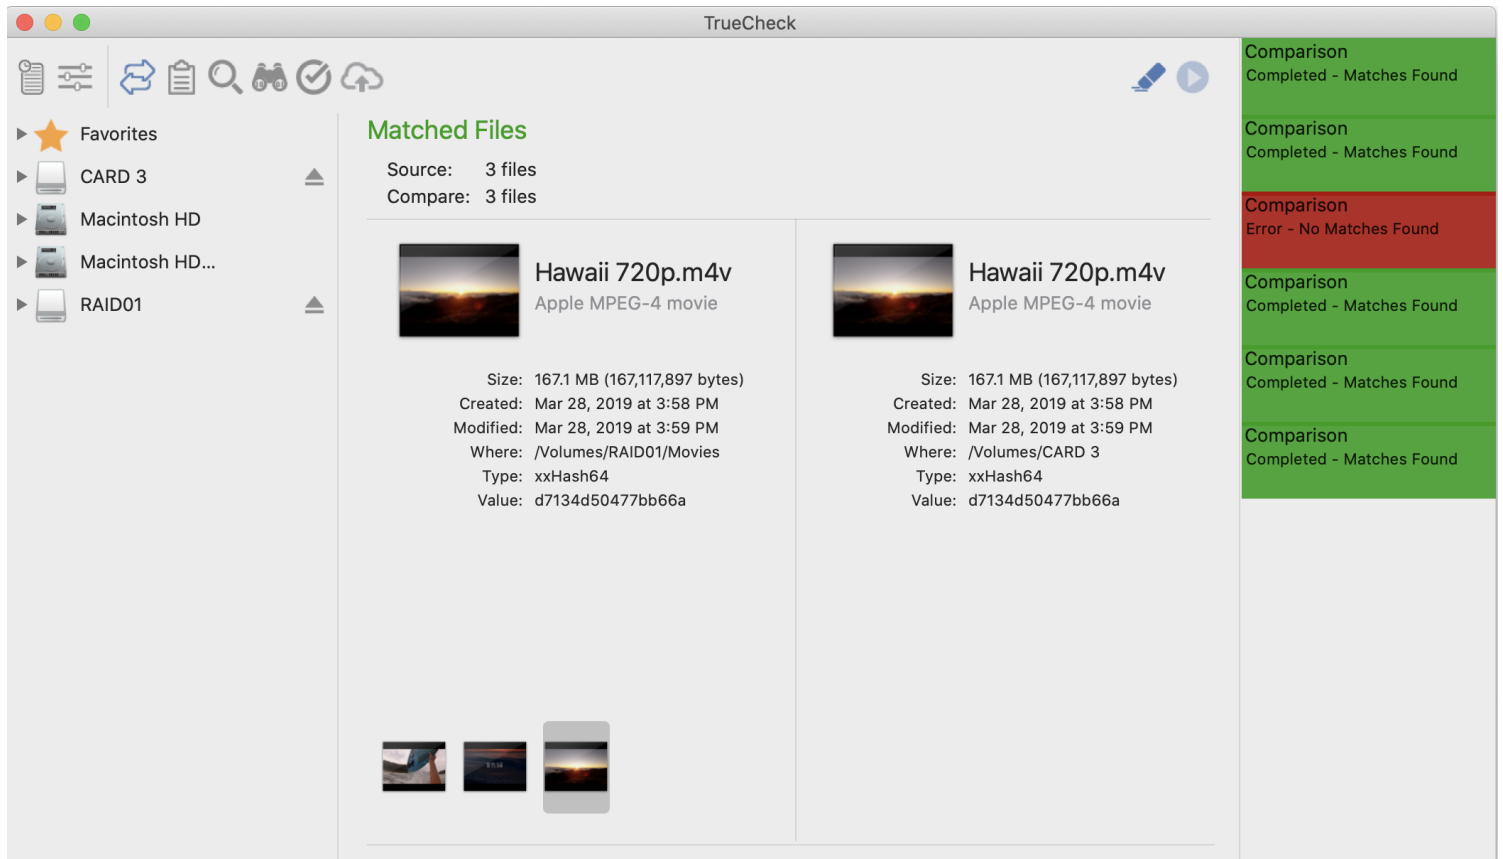 TrueCheck
Favorites
CARD 3
Macintosh HD
Macintosh HD...
RAID01
Matched Files
Source: 3 files
Compare: 3 files
Hawaii 720p.m4v
Apple MPEG-4 movie
Size: 167.1 MB (167,117,897 bytes)
Created: Mar 28, 2019 at 3:58 PM
Modified: Mar 28, 2019 at 3:59 PM
Where: /Volumes/RAID01/Movies
Type: xxHash64
Value: d7134d50477bb66a
Hawaii 720p.m4v
Apple MPEG-4 movie
Size: 167.1 MB (167,117,897 bytes)
Created: Mar 28, 2019 at 3:58 PM
Modified: Mar 28, 2019 at 3:59 PM
Where: /Volumes/CARD 3
Type: xxHash64
Value: d7134d50477bb66a
Comparison
Completed - Matches Found
Comparison
Completed - Matches Found
Comparison
Error - No Matches Found
Comparison
Completed - Matches Found
Comparison
Completed - Matches Found
Comparison
Completed - Matches Found